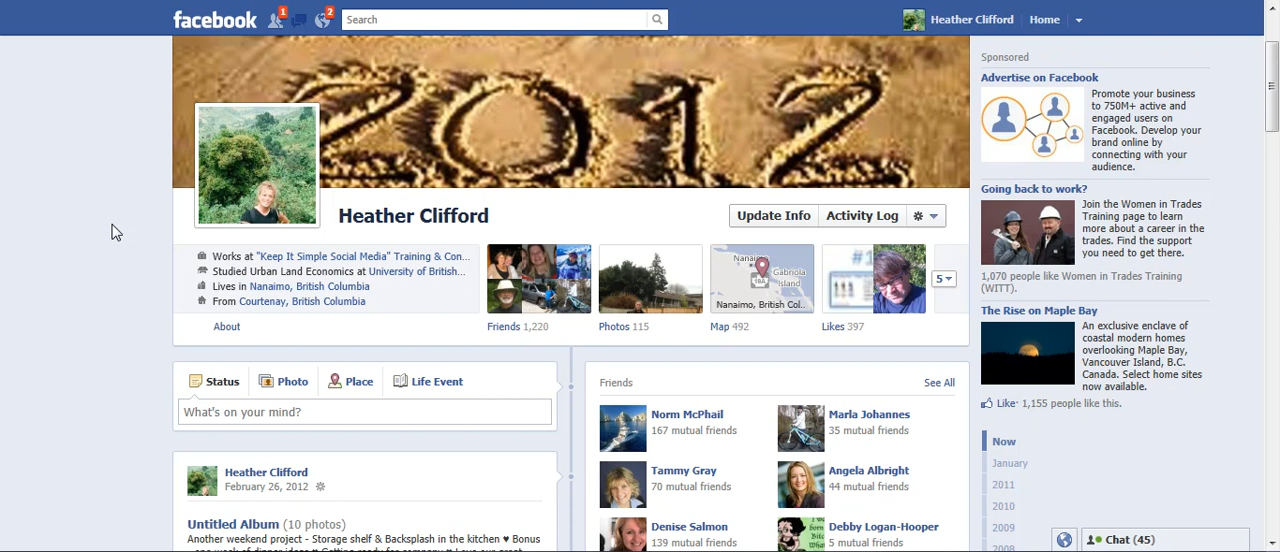 facebook 1 2 Search Heather Clifford Home
2012
Heather Clifford
Update Info Activity Log
Works at "Keep It Simple Social Media" Training & Con...
Studied Urban Land Economics at University of British...
Lives in Nanaimo, British Columbia
From Courtenay, British Columbia
About
Nanaimo
Gabriola
Island
19A
Nanaimo, British Col..
#1
5
Friends 1,220 Photos 115 Map 492 Likes 397
Status Photo Place Life Event
What's on your mind?
Heather Clifford
February 26, 2012
Untitled Album (10 photos)
Another weekend project - Storage shelf & Backsplash in the kitchen ♥ Bonus
Friends See All
Norm McPhail
167 mutual friends
Marla Johannes
35 mutual friends
Tammy Gray
70 mutual friends
Angela Albright
44 mutual friends
Denise Salmon
139 mutual friends
Debby Logan-Hooper
5 mutual friends
Sponsored
Advertise on Facebook
Promote your business
to 750M+ active and
engaged users on
Facebook. Develop your
brand online by
connecting with your
audience.
Going back to work?
Join the Women in Trades
Training page to learn
more about a career in the
trades. Find the support
you need to get there.
1,070 people like Women in Trades Training
(WITT).
The Rise on Maple Bay
An exclusive enclave of
coastal modern homes
overlooking Maple Bay,
Vancouver Island, B.C.
Canada. Select home sites
now available.
Like · 1,155 people like this.
Now
January
2011
2010
2009
2008
Chat (45)